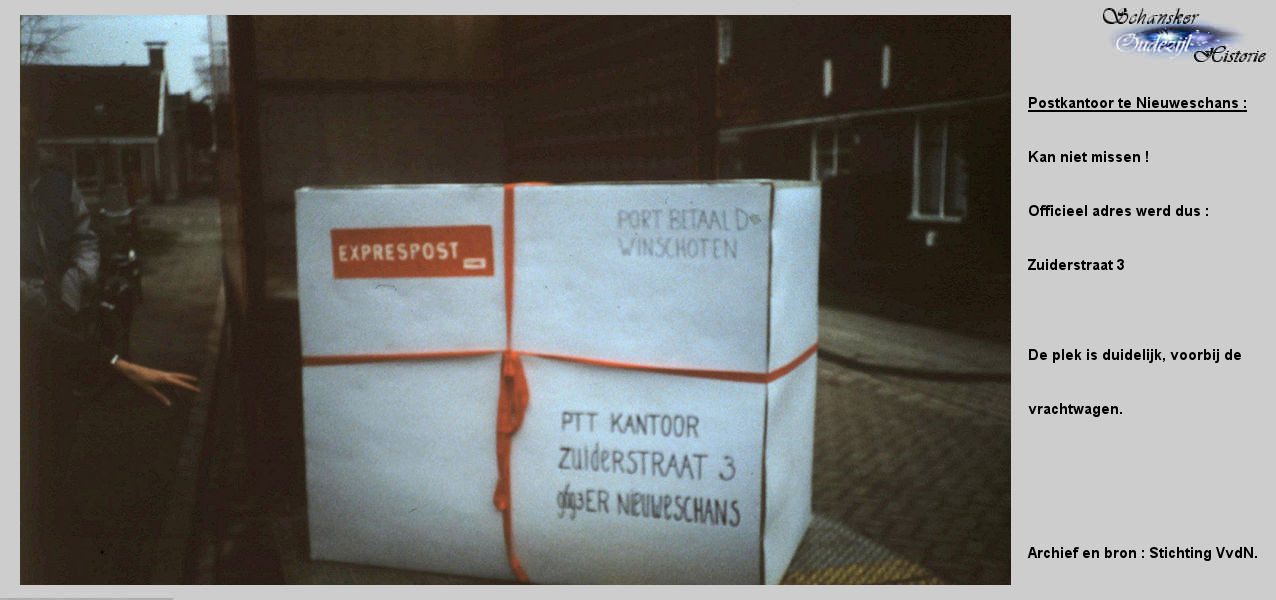 Schansker
Oudezijl
Historie
Postkantoor te Nieuweschans :
Kan niet missen !
Officieel adres werd dus :
Zuiderstraat 3
De plek is duidelijk, voorbij de
vrachtwagen.
Archief en bron : Stichting VvdN.
EXPRESPOST
PORT BETAALD
WINSCHOTEN
PTT KANTOOR
ZuideRSTRAAT 3
NIEUWESCHANS